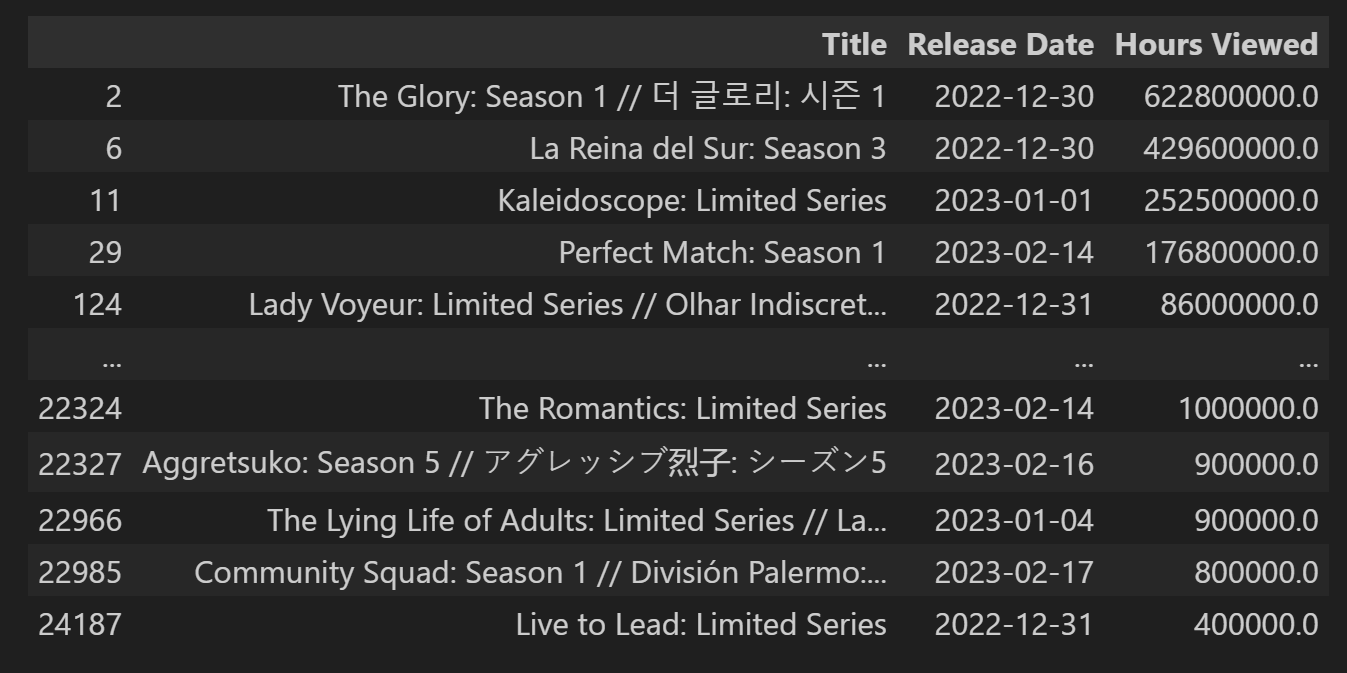 Title Release Date Hours Viewed
2 The Glory: Season 1 // 더 글로리: 시즌 1 2022-12-30 622800000.0
6 La Reina del Sur: Season 3 2022-12-30 429600000.0
11 Kaleidoscope: Limited Series 2023-01-01 252500000.0
29 Perfect Match: Season 1 2023-02-14 176800000.0
124 Lady Voyeur: Limited Series // Olhar Indiscret... 2022-12-31 86000000.0
... ... ... ...
22324 The Romantics: Limited Series 2023-02-14 1000000.0
22327 Aggretsuko: Season 5 // アグレッシブ烈子: シーズン5 2023-02-16 900000.0
22966 The Lying Life of Adults: Limited Series // La... 2023-01-04 900000.0
22985 Community Squad: Season 1 // División Palermo:... 2023-02-17 800000.0
24187 Live to Lead: Limited Series 2022-12-31 400000.0